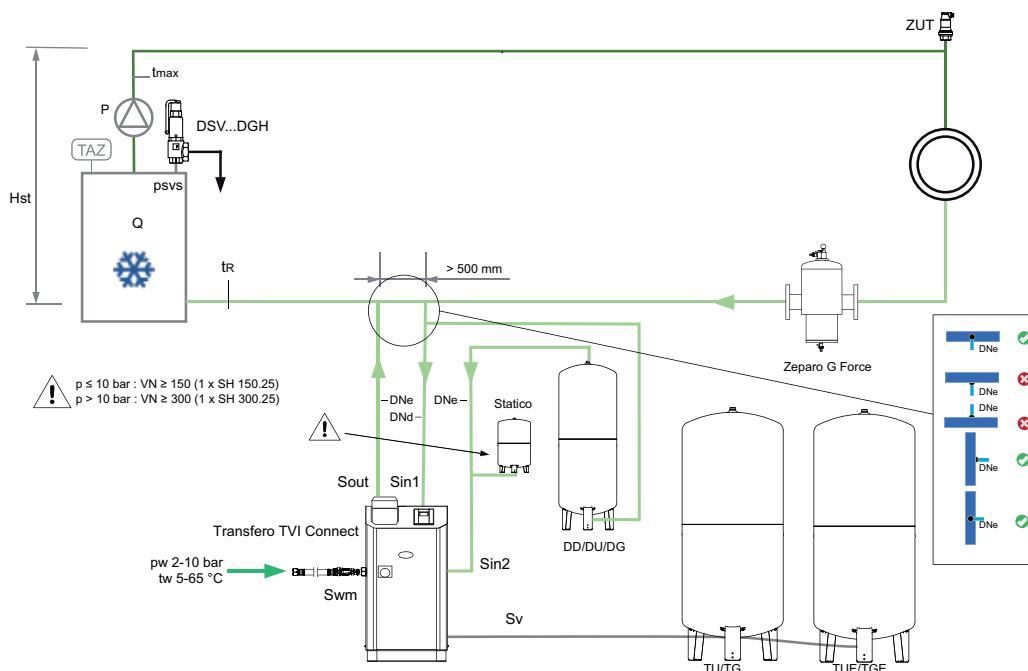 ZUT
tmax
P
DSV...DGH
TAZ
psvs
Hst
Q
tR
> 500 mm
Zeparo G Force
DNe
DNe
DNe
DNe
DNe
p ≤ 10 bar : VN ≥ 150 (1 x SH 150.25)
p > 10 bar : VN ≥ 300 (1 x SH 300.25)
DNe
DNd
DNe
Statico
Sout
Sin1
Transfero TVI Connect
DD/DU/DG
pw 2-10 bar
tw 5-65 °C
Sin2
Swm
Sv
TU/TG
TUE/TGE